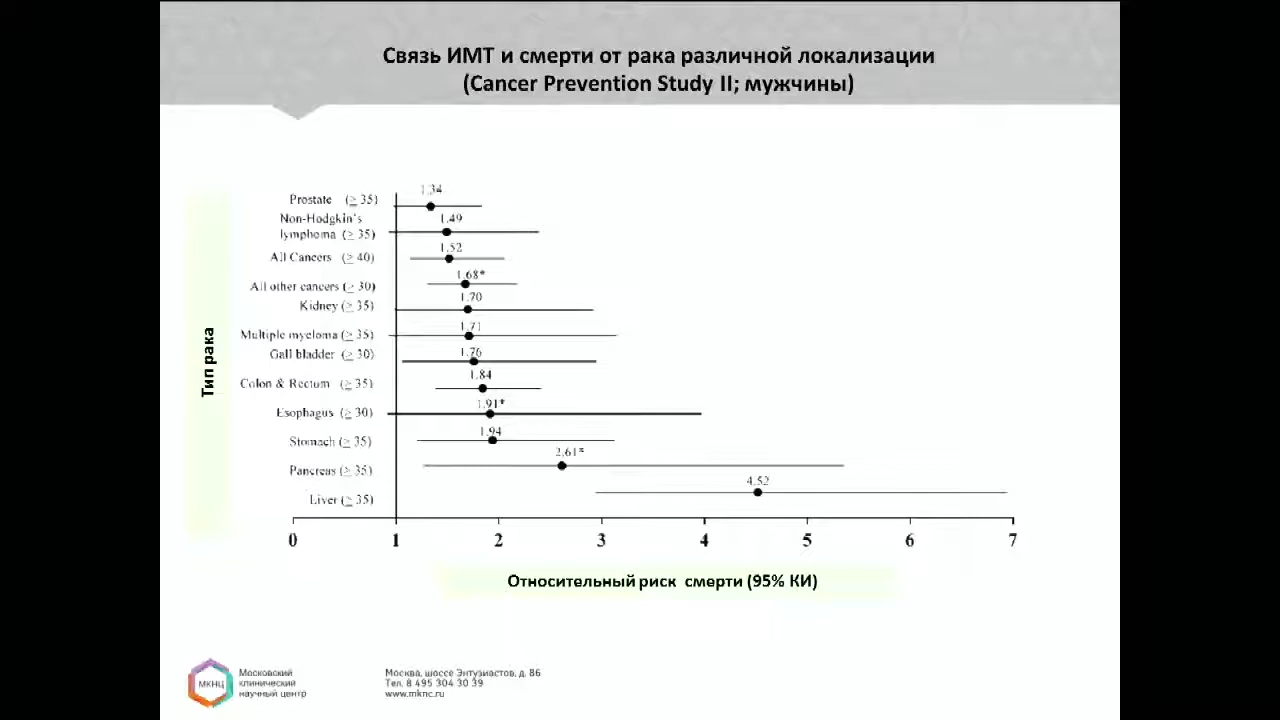 Связь ИМТ и смерти от рака различной локализации
(Cancer Prevention Study II; мужчины)
Тип рака
Prostate (≥ 35) 1.34
Non-Hodgkin's
lymphoma (≥ 35) 1.49
All Cancers (≥ 40) 1.52
All other cancers (≥ 30) 1.68*
Kidney (≥ 35) 1.70
Multiple myeloma (≥ 35) 1.71
Gall bladder (≥ 30) 1.76
Colon & Rectum (≥ 35) 1.84
Esophagus (≥ 30) 1.91*
Stomach (≥ 35) 1.94
Pancreas (≥ 35) 2.61*
Liver (≥ 35) 4.52
0 1 2 3 4 5 6 7
Относительный риск смерти (95% КИ)
МКНЦ
Московский
клинический
научный центр
Москва, шоссе Энтузиастов, д. 86
Тел. 8 495 304 30 39
www.mknc.ru